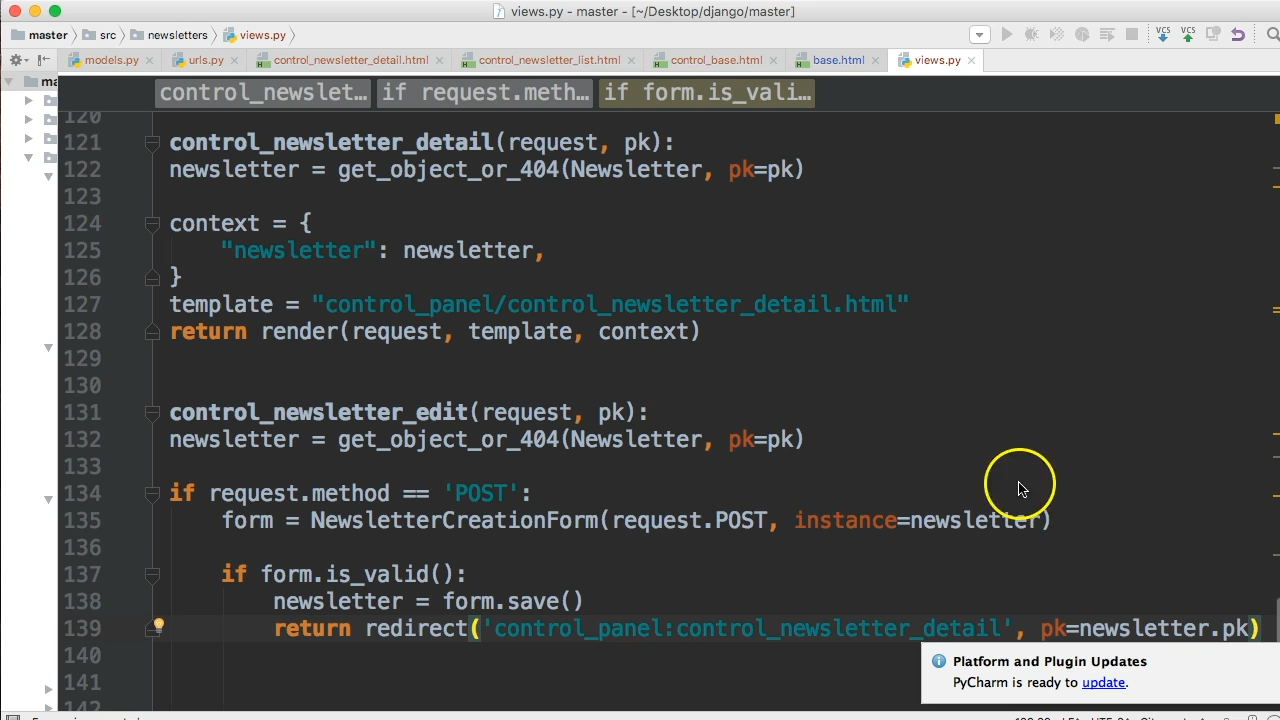 views.py - master - [~/Desktop/django/master]
master src newsletters views.py
VCS VCS
models.py urls.py control_newsletter_detail.html control_newsletter_list.html control_base.html base.html views.py
ma
control_newslet… if request.meth… if form.is_vali…
120
121 control_newsletter_detail(request, pk):
122 newsletter = get_object_or_404(Newsletter, pk=pk)
123
124 context = {
125 "newsletter": newsletter,
126 }
127 template = "control_panel/control_newsletter_detail.html"
128 return render(request, template, context)
129
130
131 control_newsletter_edit(request, pk):
132 newsletter = get_object_or_404(Newsletter, pk=pk)
133
134 if request.method == 'POST':
135 form = NewsletterCreationForm(request.POST, instance=newsletter)
136
137 if form.is_valid():
138 newsletter = form.save()
139 return redirect('control_panel:control_newsletter_detail', pk=newsletter.pk)
140
141
142
Platform and Plugin Updates
PyCharm is ready to update.